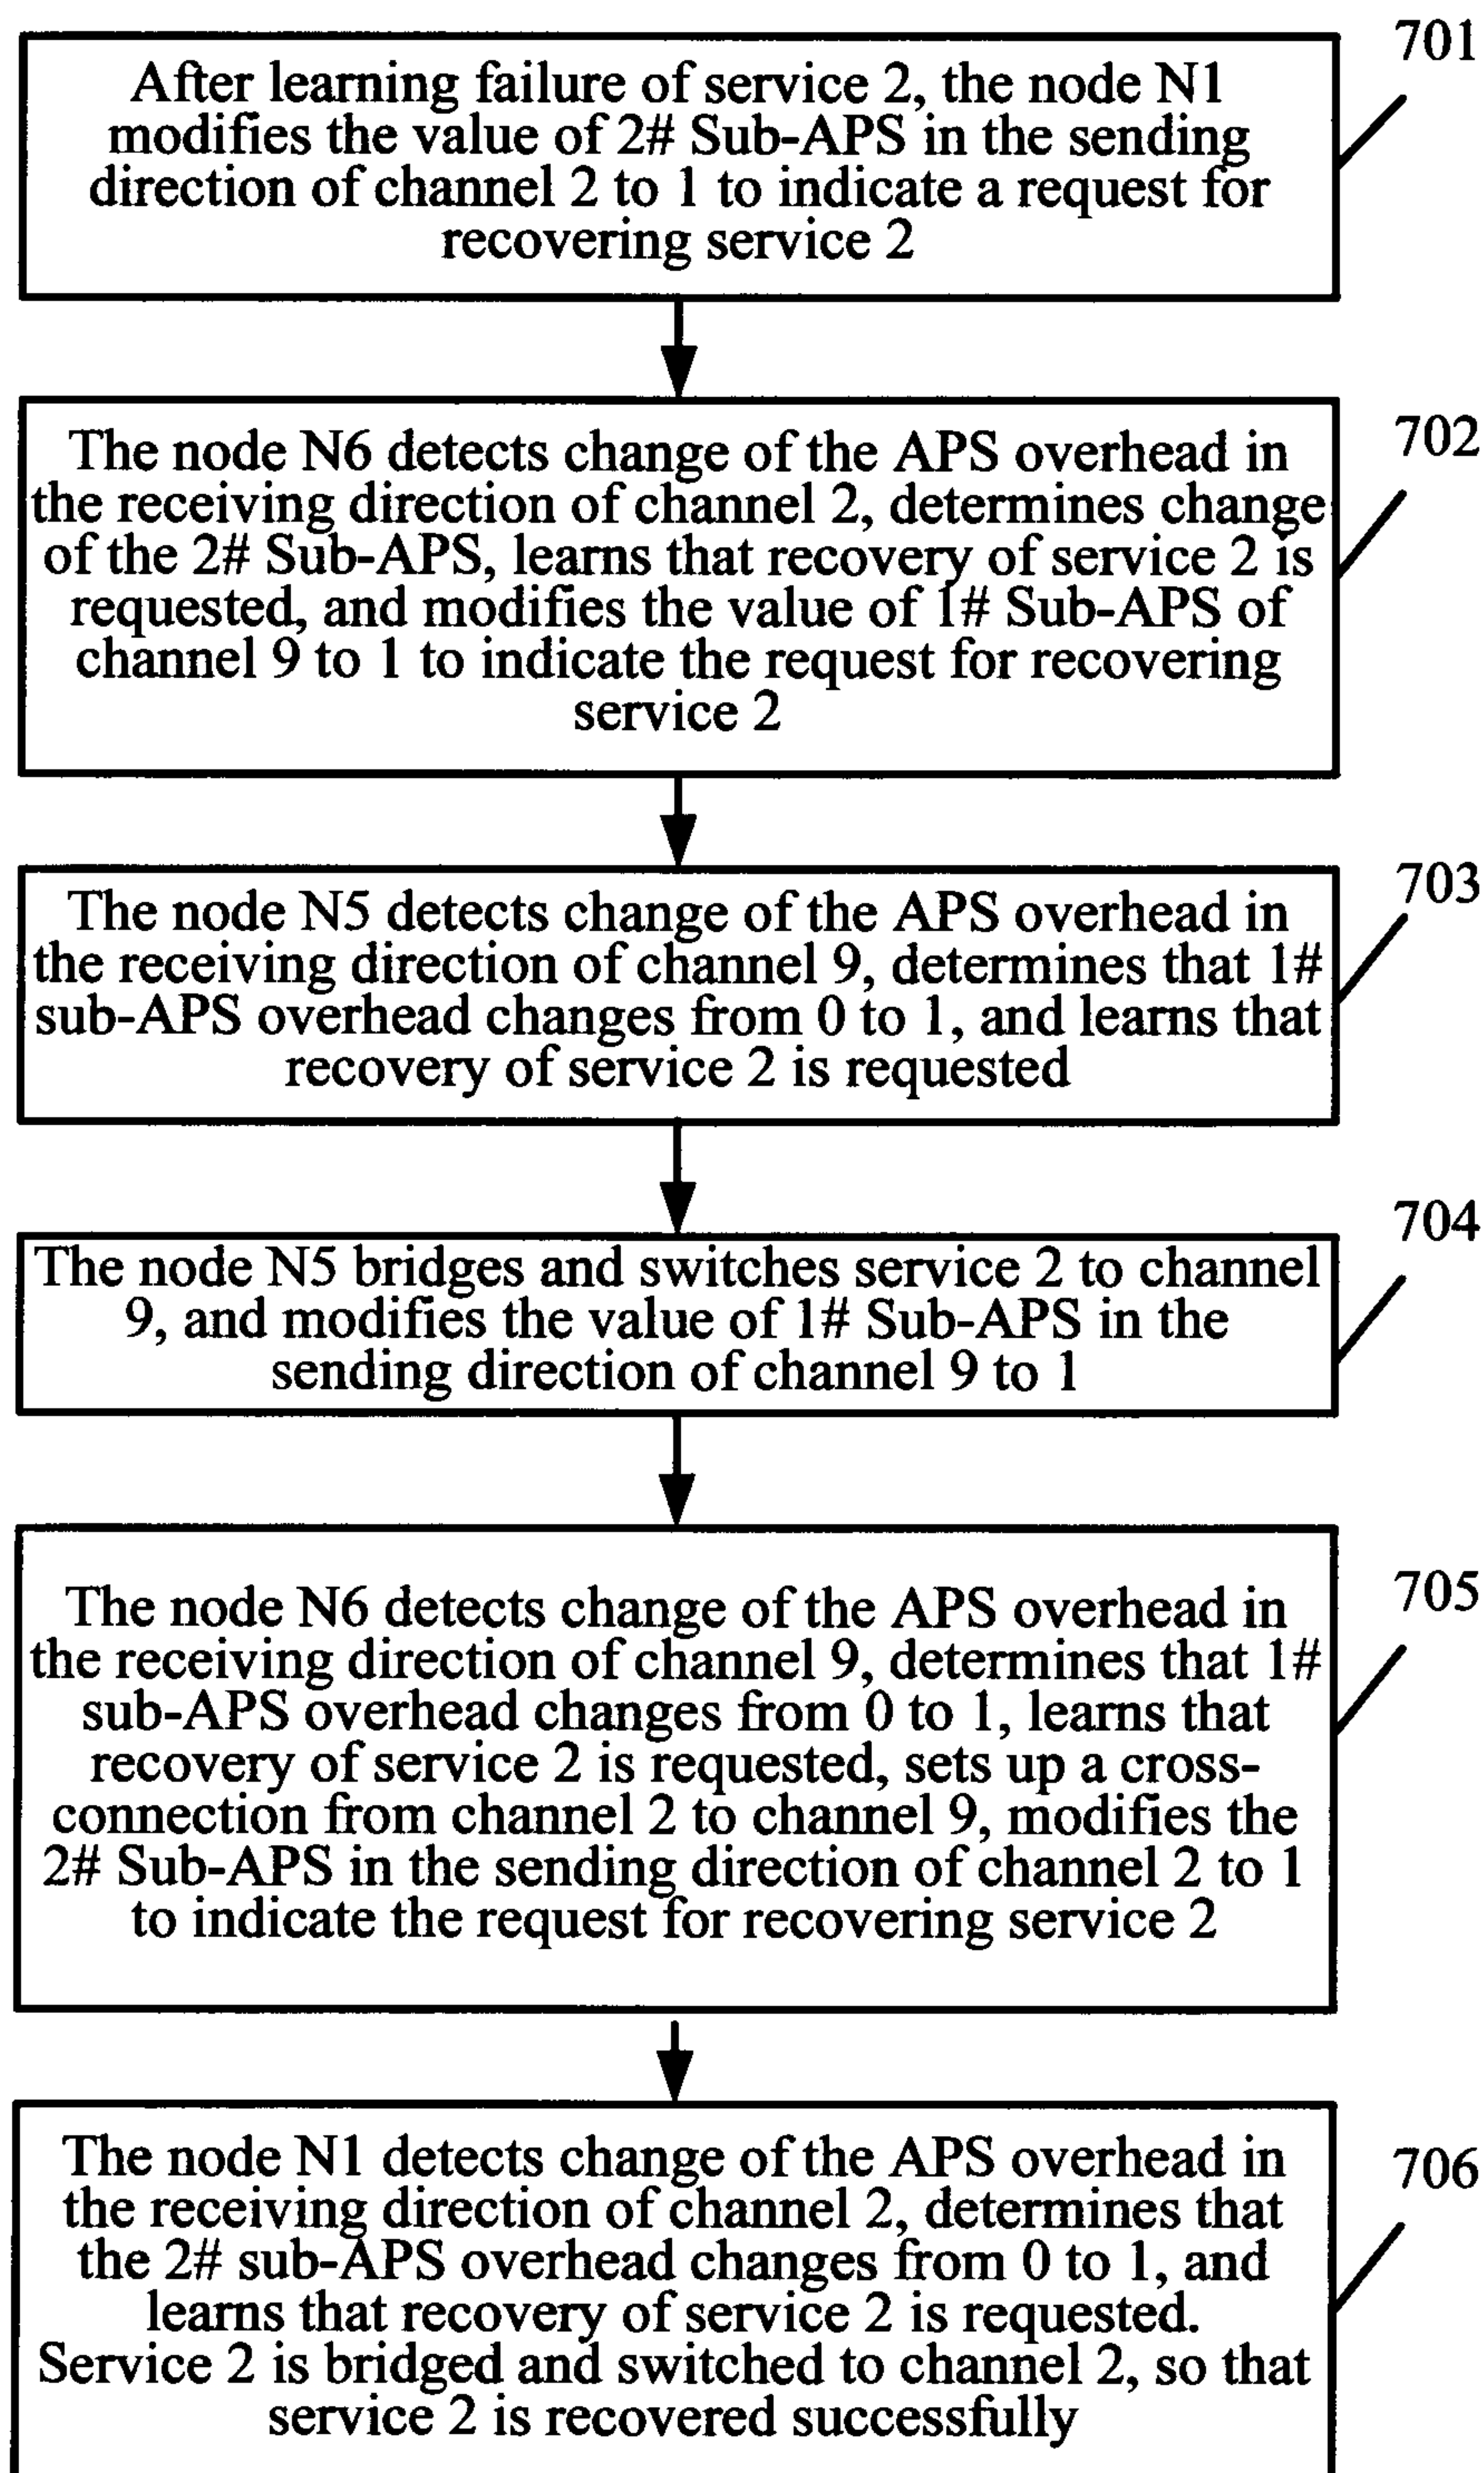 701
After learning failure of service 2, the node N1
modifies the value of 2# Sub-APS in the sending
direction of channel 2 to 1 to indicate a request for
recovering service 2
702
The node N6 detects change of the APS overhead in
the receiving direction of channel 2, determines change
of the 2# Sub-APS, learns that recovery of service 2 is
requested, and modifies the value of 1# Sub-APS of
channel 9 to 1 to indicate the request for recovering
service 2
703
The node N5 detects change of the APS overhead in
the receiving direction of channel 9, determines that 1#
sub-APS overhead changes from 0 to 1, and learns that
recovery of service 2 is requested
704
The node N5 bridges and switches service 2 to channel
9, and modifies the value of 1# Sub-APS in the
sending direction of channel 9 to 1
705
The node N6 detects change of the APS overhead in
the receiving direction of channel 9, determines that 1#
sub-APS overhead changes from 0 to 1, learns that
recovery of service 2 is requested, sets up a cross-
connection from channel 2 to channel 9, modifies the
2# Sub-APS in the sending direction of channel 2 to 1
to indicate the request for recovering service 2
706
The node N1 detects change of the APS overhead in
the receiving direction of channel 2, determines that
the 2# sub-APS overhead changes from 0 to 1, and
learns that recovery of service 2 is requested.
Service 2 is bridged and switched to channel 2, so that
service 2 is recovered successfully